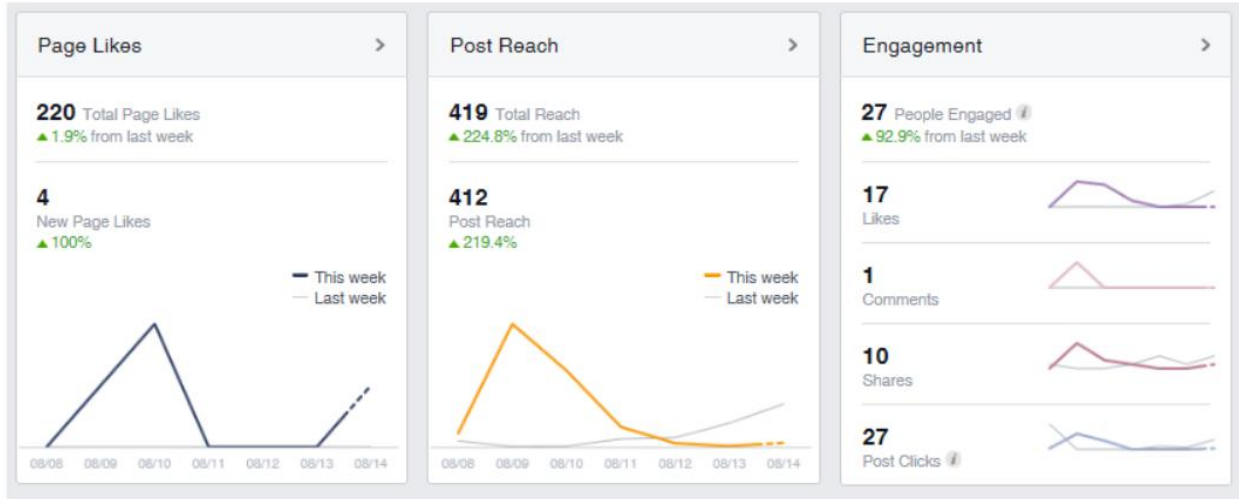 Page Likes
220 Total Page Likes
1.9% from last week
4
New Page Likes
100%
This week
Last week
08/08 08/09 08/10 08/11 08/12 08/13 08/14
Post Reach
419 Total Reach
224.8% from last week
412
Post Reach
219.4%
This week
Last week
08/08 08/09 08/10 08/11 08/12 08/13 08/14
Engagement
27 People Engaged i
92.9% from last week
17
Likes
1
Comments
10
Shares
27
Post Clicks i